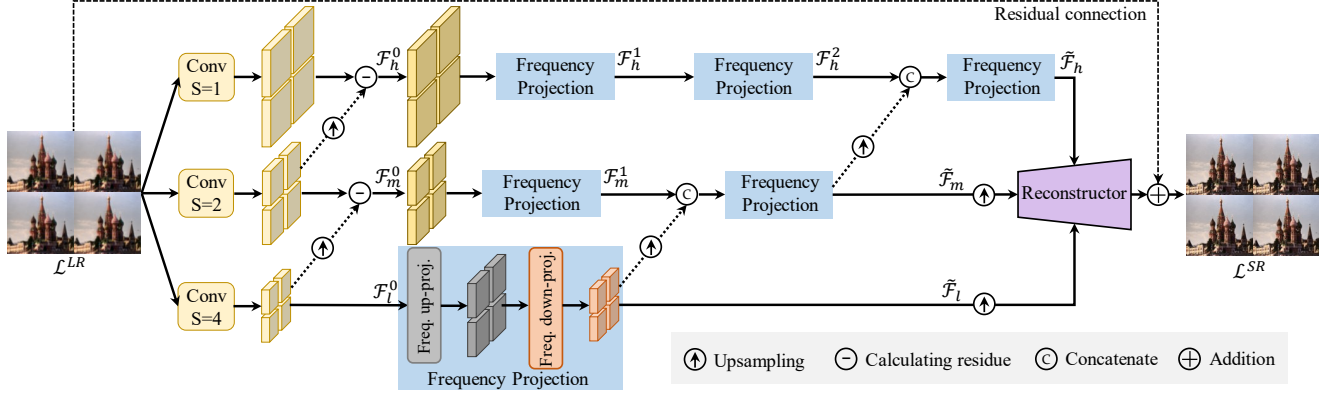 Residual connection
Conv
S=1
ℱ_h^0
Frequency
Projection
ℱ_h^1
Frequency
Projection
ℱ_h^2
C
Frequency
Projection
ℱ̃_h
Conv
S=2
ℱ_m^0
Frequency
Projection
ℱ_m^1
C
Frequency
Projection
ℱ̃_m
Reconstructor
ℒ^{LR}
ℒ^{SR}
Conv
S=4
ℱ_l^0
Freq. up-proj.
Freq. down-proj.
Frequency Projection
ℱ̃_l
Upsampling
Calculating residue
C Concatenate
Addition